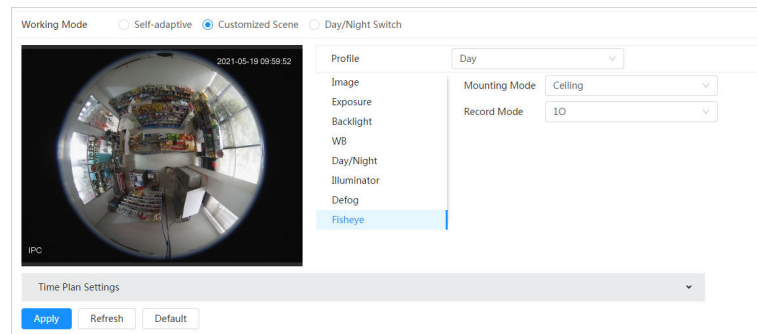 Working Mode Self-adaptive Customized Scene Day/Night Switch
2021-05-19 09:59:52
IPC
Profile Day
Image
Exposure
Backlight
WB
Day/Night
Illuminator
Defog
Fisheye
Mounting Mode Ceiling
Record Mode 1O
Time Plan Settings
Apply Refresh Default